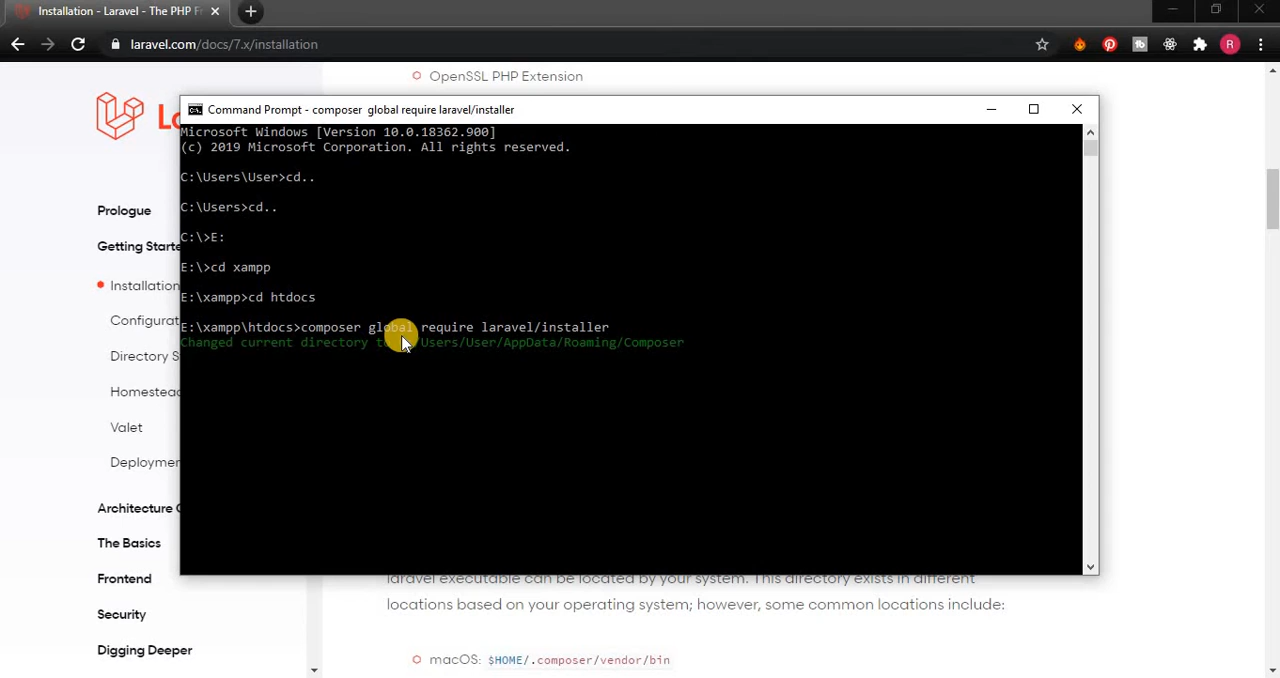 Installation - Laravel - The PHP F
laravel.com/docs/7.x/installation
R
OpenSSL PHP Extension
Command Prompt - composer  global require laravel/installer
Microsoft Windows [Version 10.0.18362.900]
(c) 2019 Microsoft Corporation. All rights reserved.
C:\Users\User>cd..
C:\Users>cd..
C:\>E:
E:\>cd xampp
E:\xampp>cd htdocs
E:\xampp\htdocs>composer global require laravel/installer
Changed current directory Users/User/AppData/Roaming/Composer
Prologue
Getting Starte
Installation
Configurat
Directory S
Homestead
Valet
Deploymen
Architecture C
The Basics
Frontend
Security
Digging Deeper
laravel executable can be located by your system. This directory exists in different
locations based on your operating system; however, some common locations include:
macOS: $HOME/.composer/vendor/bin